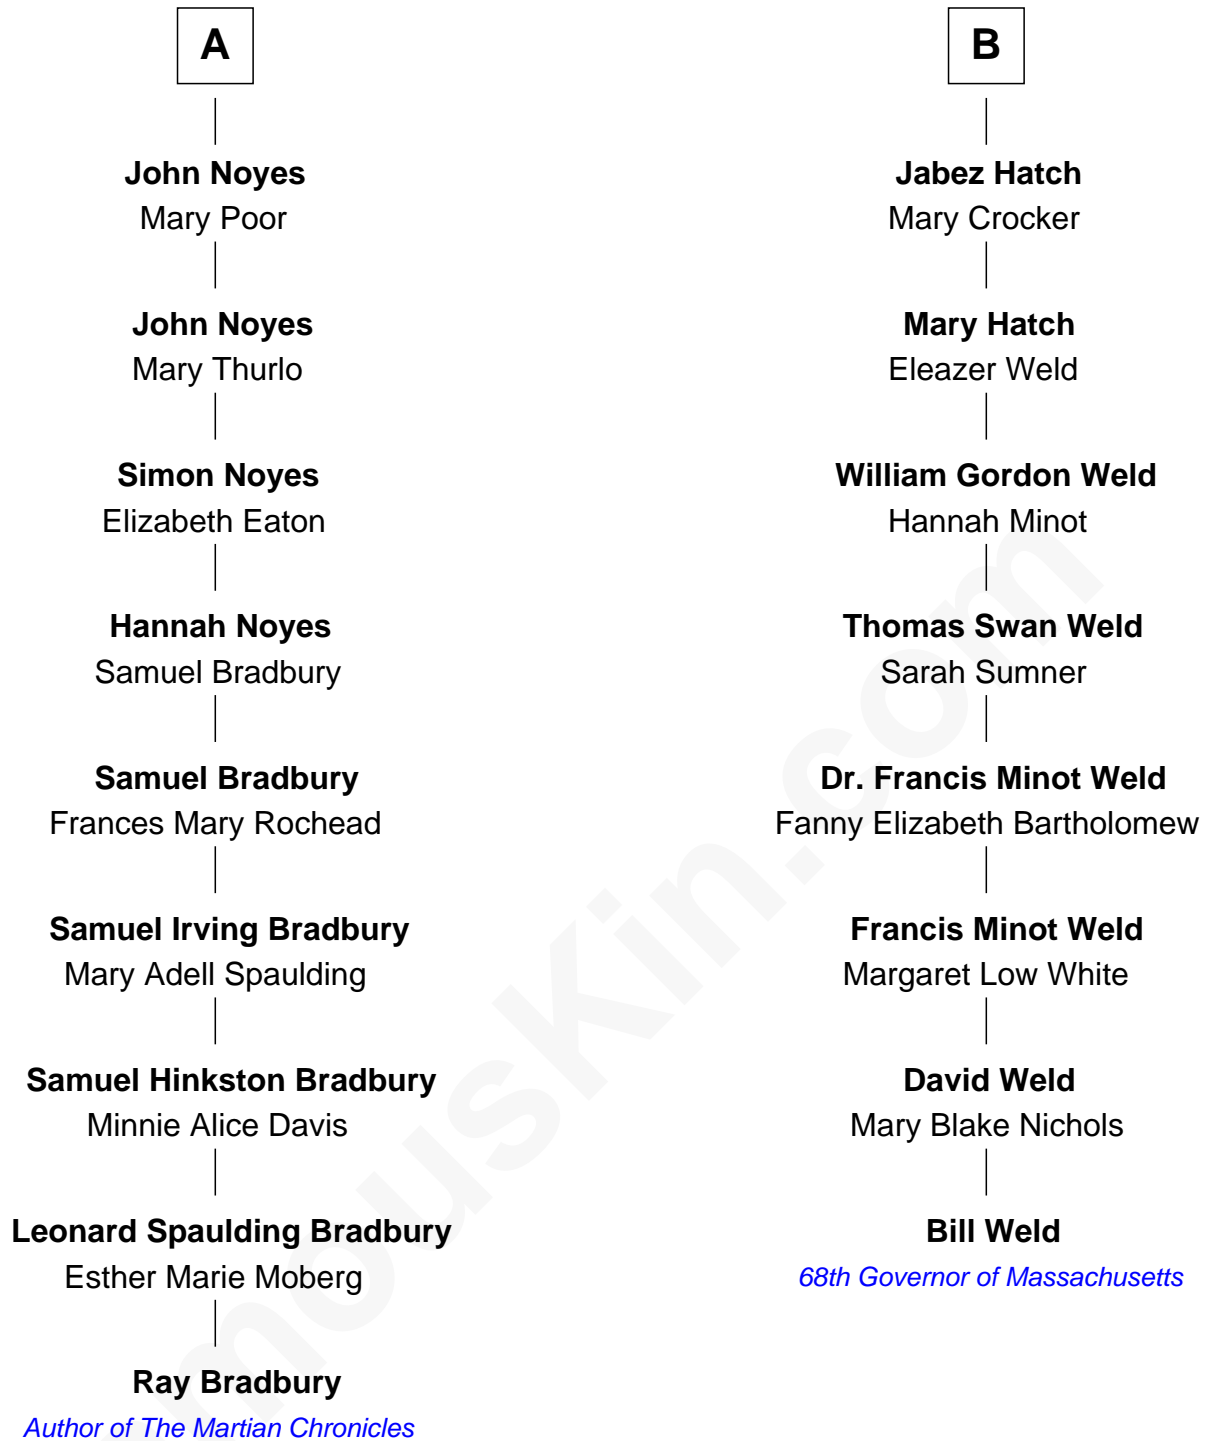 A
John Noyes
Mary Poor
John Noyes
Mary Thurlo
Simon Noyes
Elizabeth Eaton
Hannah Noyes
Samuel Bradbury
Samuel Bradbury
Frances Mary Rochead
Samuel Irving Bradbury
Mary Adell Spaulding
Samuel Hinkston Bradbury
Minnie Alice Davis
Leonard Spaulding Bradbury
Esther Marie Moberg
Ray Bradbury
Author of The Martian Chronicles
B
Jabez Hatch
Mary Crocker
Mary Hatch
Eleazer Weld
William Gordon Weld
Hannah Minot
Thomas Swan Weld
Sarah Sumner
Dr. Francis Minot Weld
Fanny Elizabeth Bartholomew
Francis Minot Weld
Margaret Low White
David Weld
Mary Blake Nichols
Bill Weld
68th Governor of Massachusetts
mousKin.com